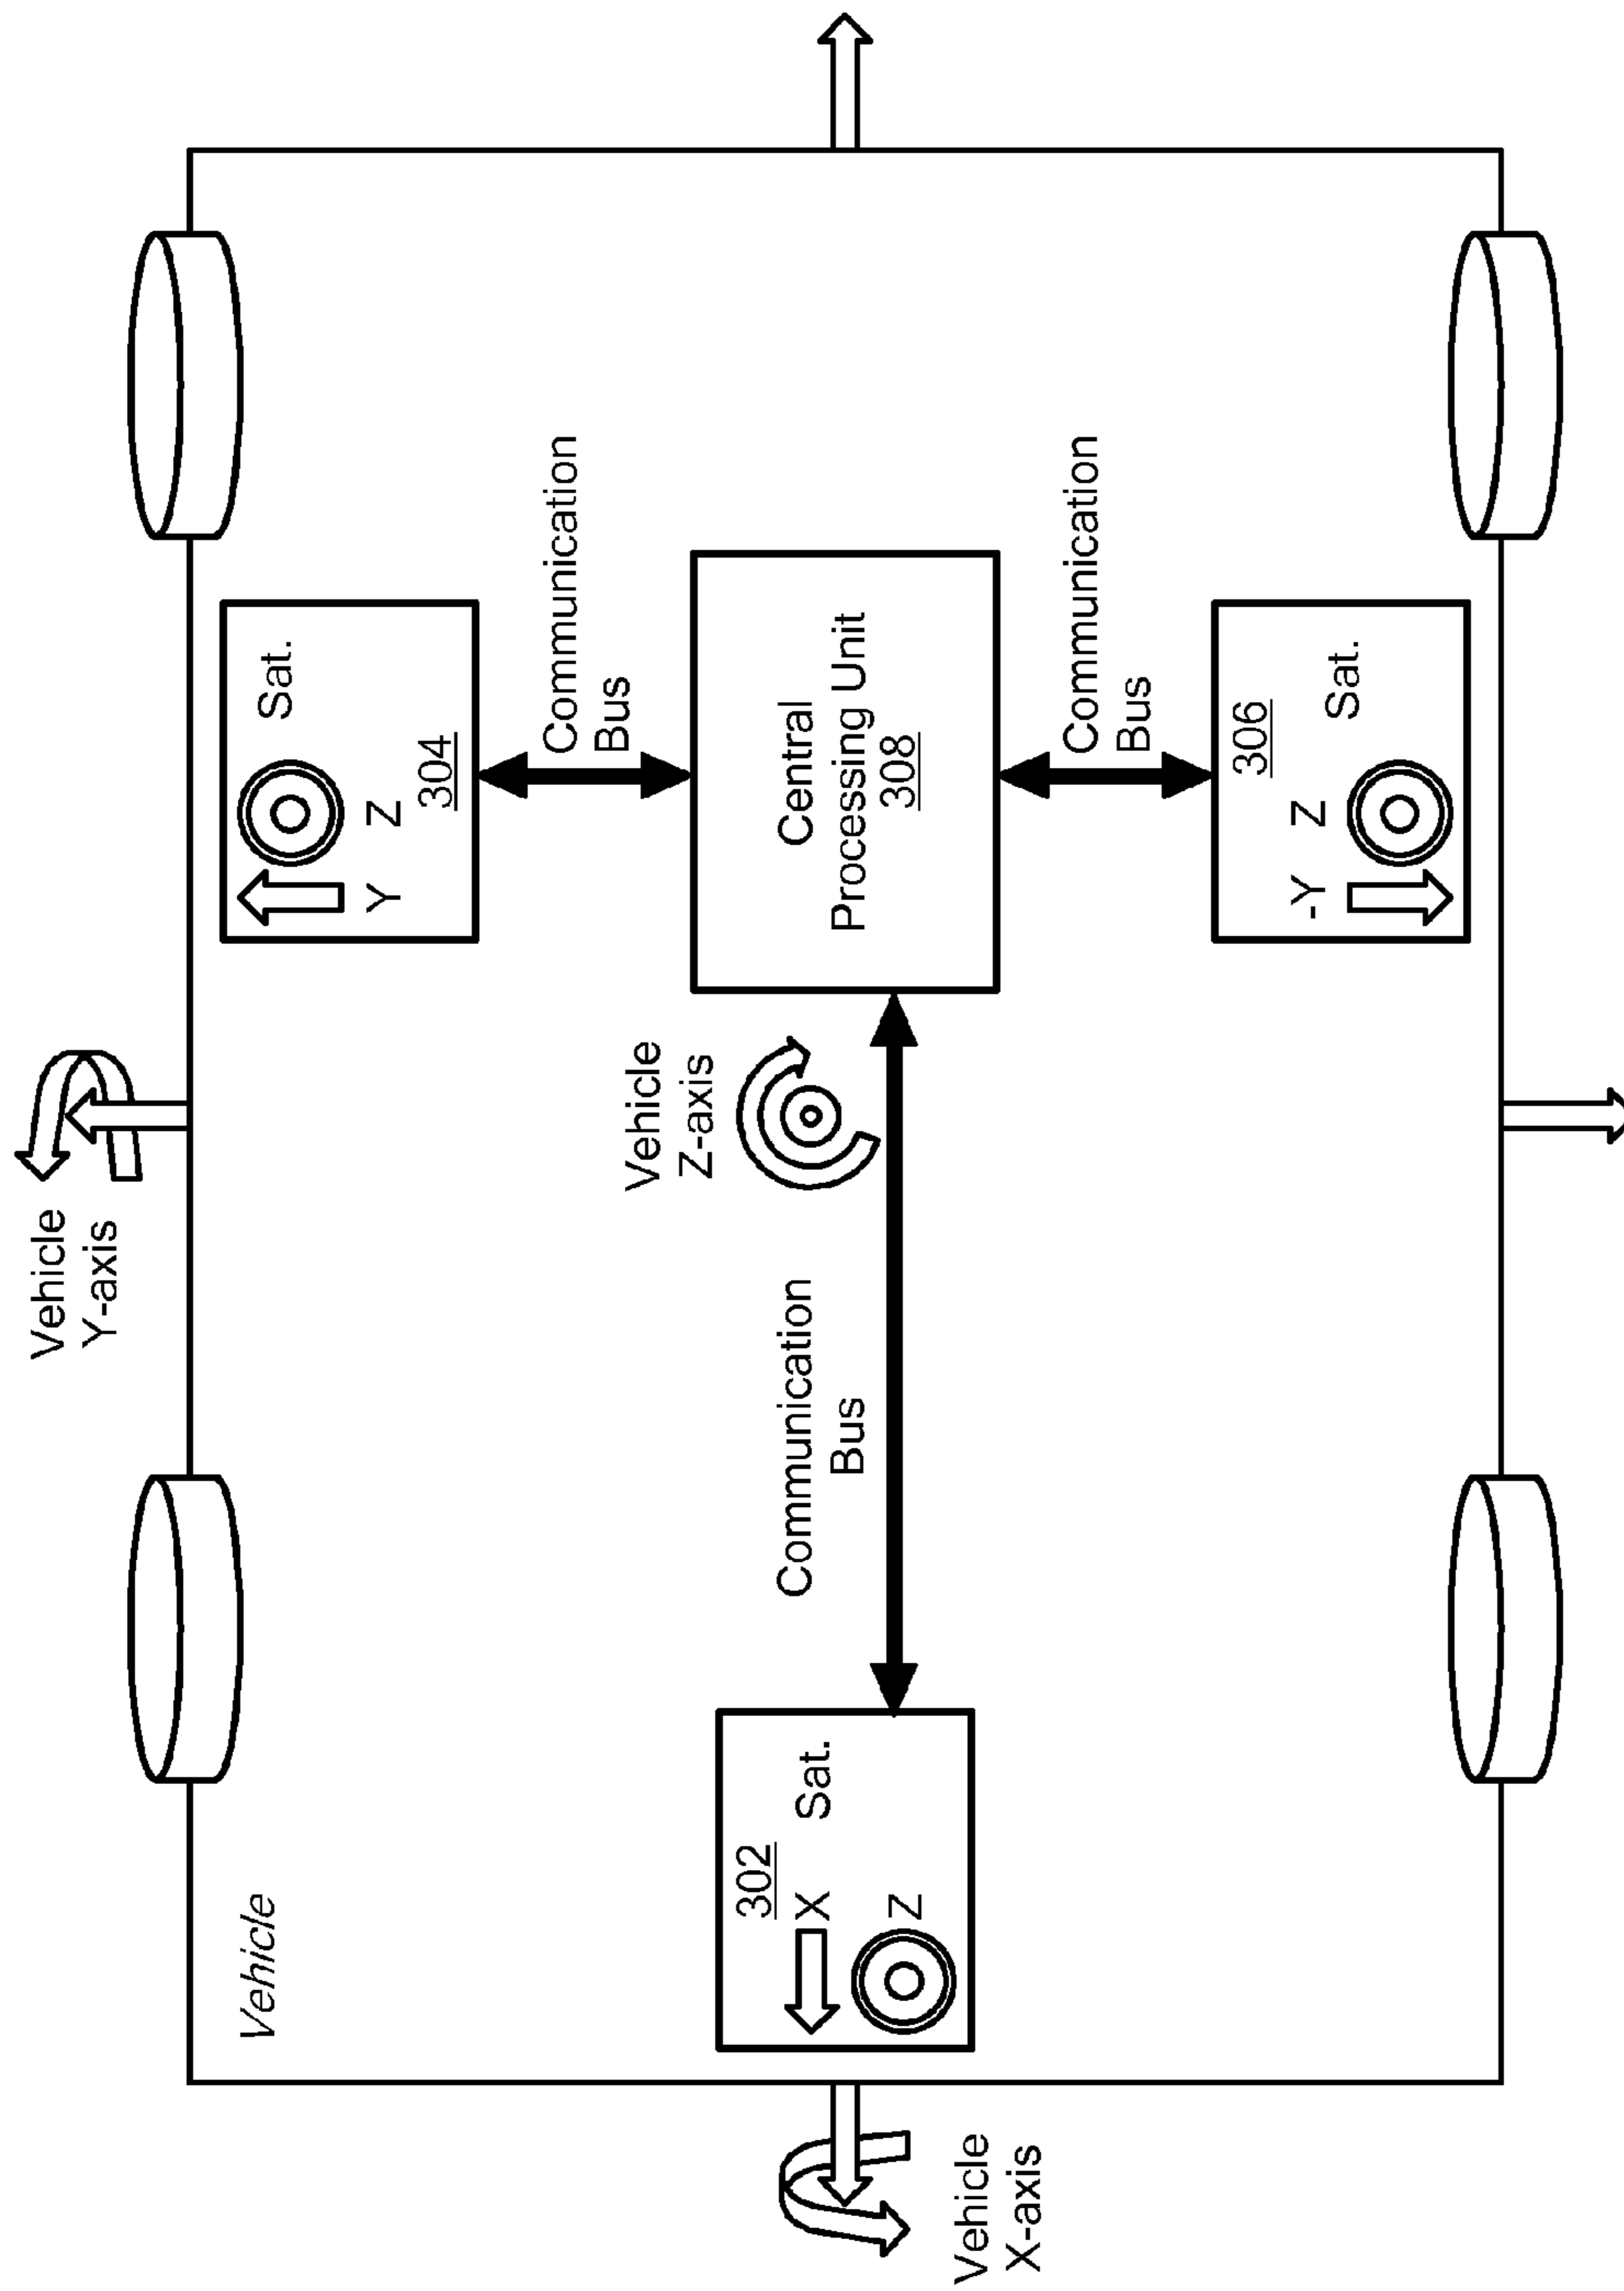 Vehicle
Vehicle
X-axis
302
X
Sat.
Z
Communication
Bus
Vehicle
Y-axis
Vehicle
Z-axis
Sat.
Y Z
304
Communication
Bus
Central
Processing Unit
308
Communication
Bus
306
-Y Z
Sat.